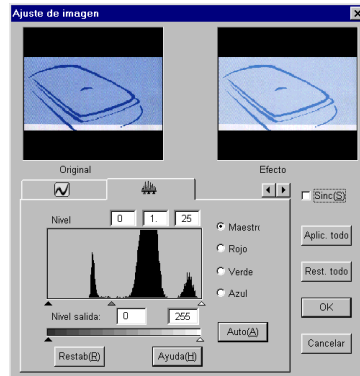 Ajuste de imagen
Original
Efecto
Nivel 0 1. 25
Maestro
Rojo
Verde
Azul
Nivel salida: 0 255
Auto(A)
Restab(R)
Ayuda(H)
Sinc(S)
Aplic. todo
Rest. todo
OK
Cancelar